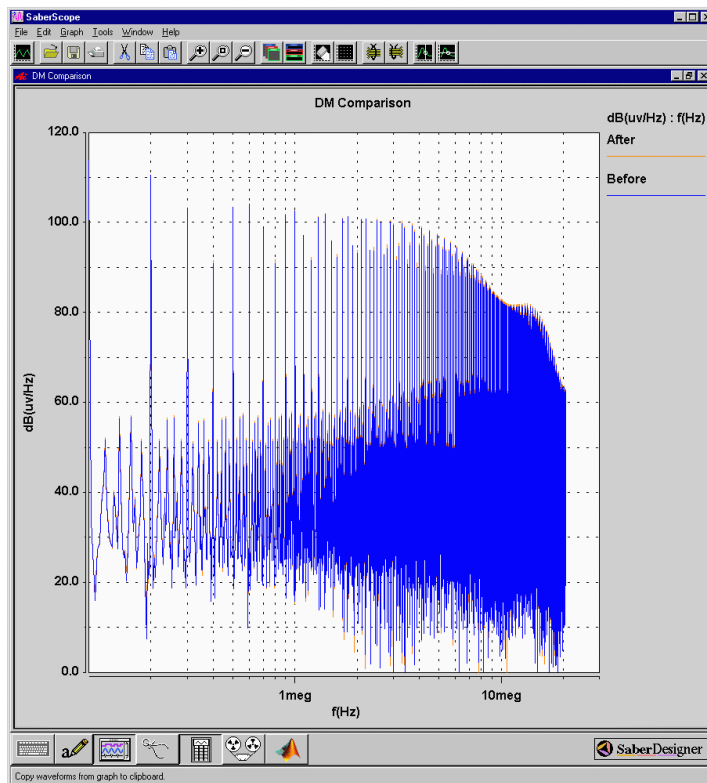 SaberScope
File Edit Graph Tools Window Help
DM Comparison
DM Comparison
dB(uv/Hz) : f(Hz)
After
Before
120.0
100.0
80.0
60.0
40.0
20.0
0.0
dB(uv/Hz)
1meg 10meg
f(Hz)
a
SaberDesigner
Copy waveforms from graph to clipboard.